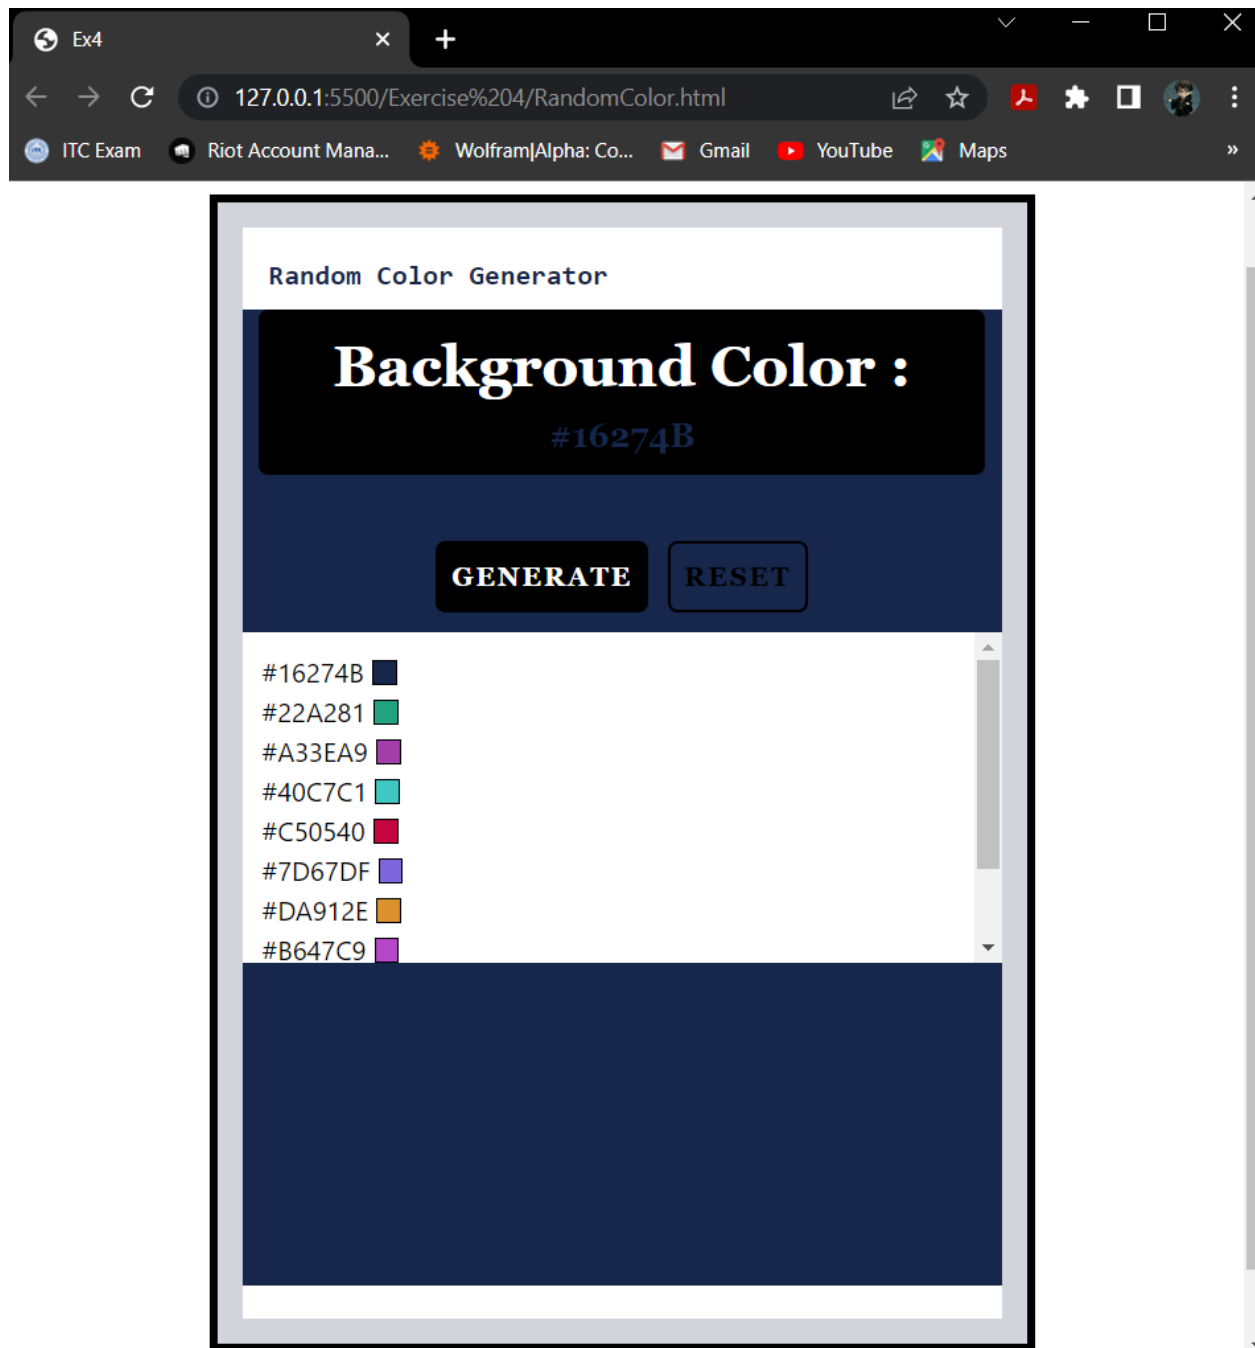 Ex4
127.0.0.1:5500/Exercise%204/RandomColor.html
ITC Exam Riot Account Mana... Wolfram|Alpha: Co... Gmail YouTube Maps »
Random Color Generator
Background Color :
#16274B
GENERATE RESET
#16274B
#22A281
#A33EA9
#40C7C1
#C50540
#7D67DF
#DA912E
#B647C9